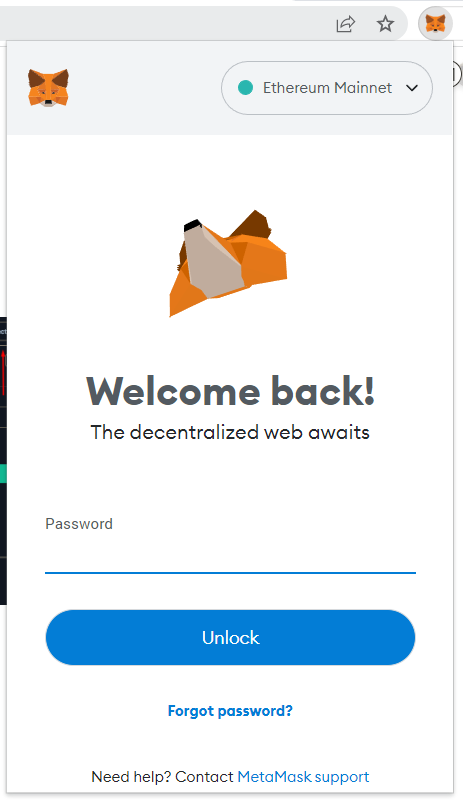 Ethereum Mainnet
Welcome back!
The decentralized web awaits
Password
Unlock
Forgot password?
Need help? Contact MetaMask support